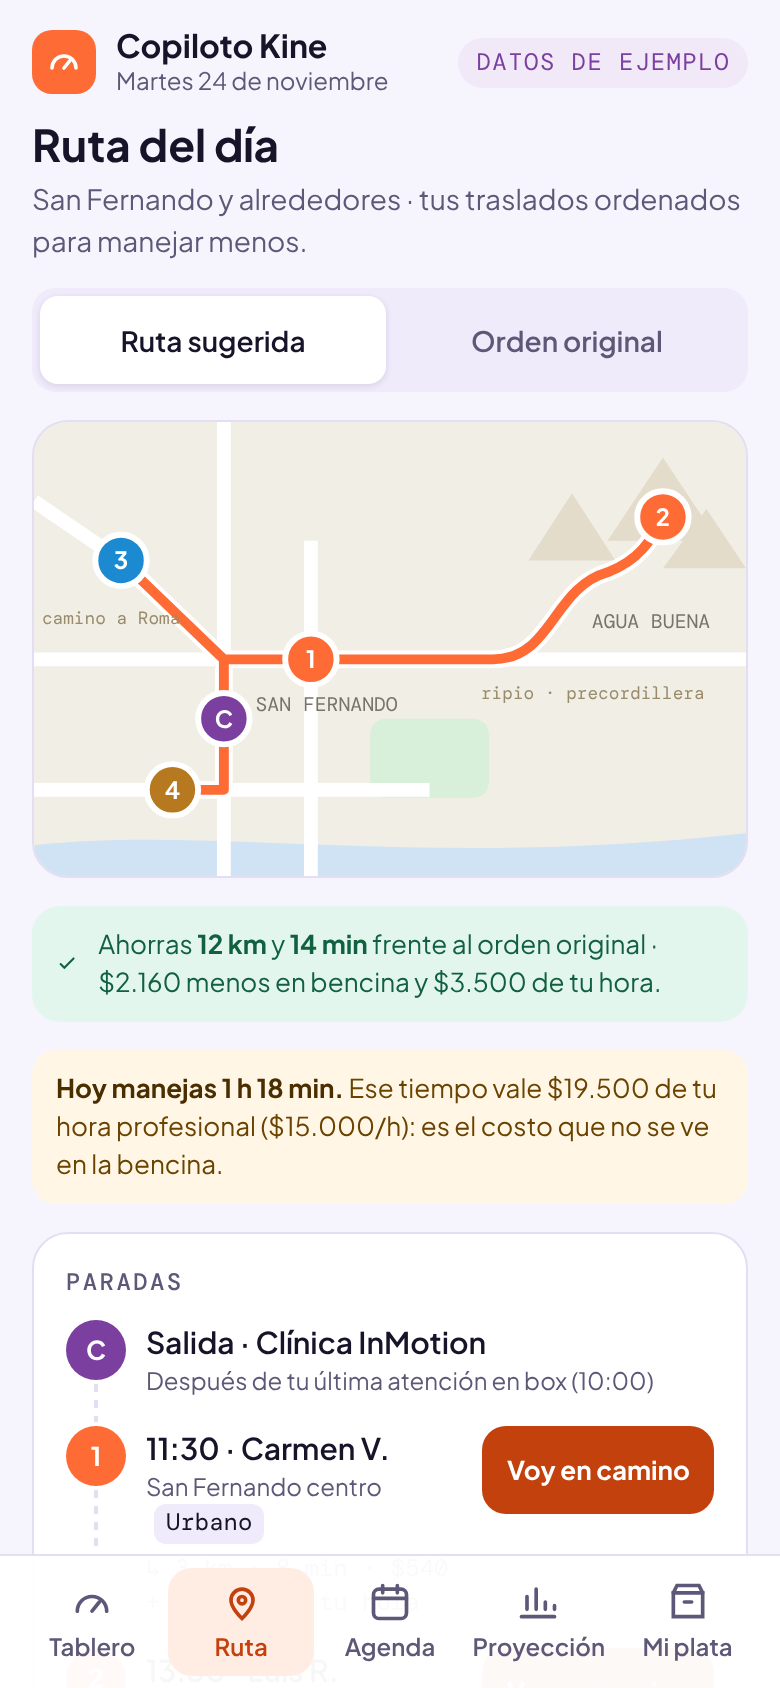 Copiloto Kine
Martes 24 de noviembre
DATOS DE EJEMPLO
Ruta del día
San Fernando y alrededores · tus traslados ordenados
para manejar menos.
Ruta sugerida
Orden original
2
3
camino a Roma
AGUA BUENA
1
ripio · precordillera
SAN FERNANDO
C
4
Ahorras 12 km y 14 min frente al orden original ·
$2.160 menos en bencina y $3.500 de tu hora.
Hoy manejas 1 h 18 min. Ese tiempo vale $19.500 de tu
hora profesional ($15.000/h): es el costo que no se ve
en la bencina.
PARADAS
C
Salida · Clínica InMotion
Después de tu última atención en box (10:00)
1
11:30 · Carmen V.
San Fernando centro
Urbano
Voy en camino
Tablero
Ruta
Agenda
Proyección
Mi plata